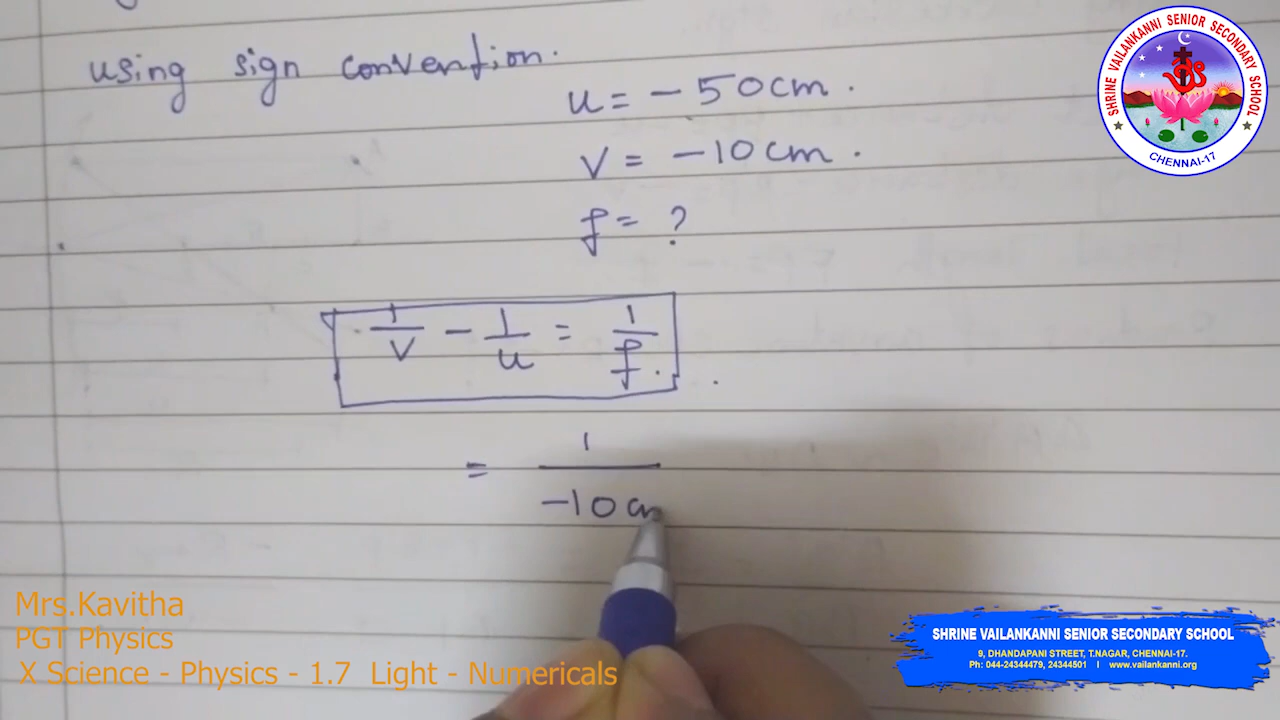 using sign convention.
u = - 50cm.
v = -10cm.
f = ?
1/v - 1/u = 1/f.
= 1/-10 cm
SHRINE VAILANKANNI SENIOR SECONDARY SCHOOL
CHENNAI-17
Mrs.Kavitha
PGT Physics
X Science - Physics - 1.7 Light - Numericals
SHRINE VAILANKANNI SENIOR SECONDARY SCHOOL
9, DHANDAPANI STREET, T.NAGAR, CHENNAI-17.
Ph: 044-24344479, 24344501 | www.vailankanni.org